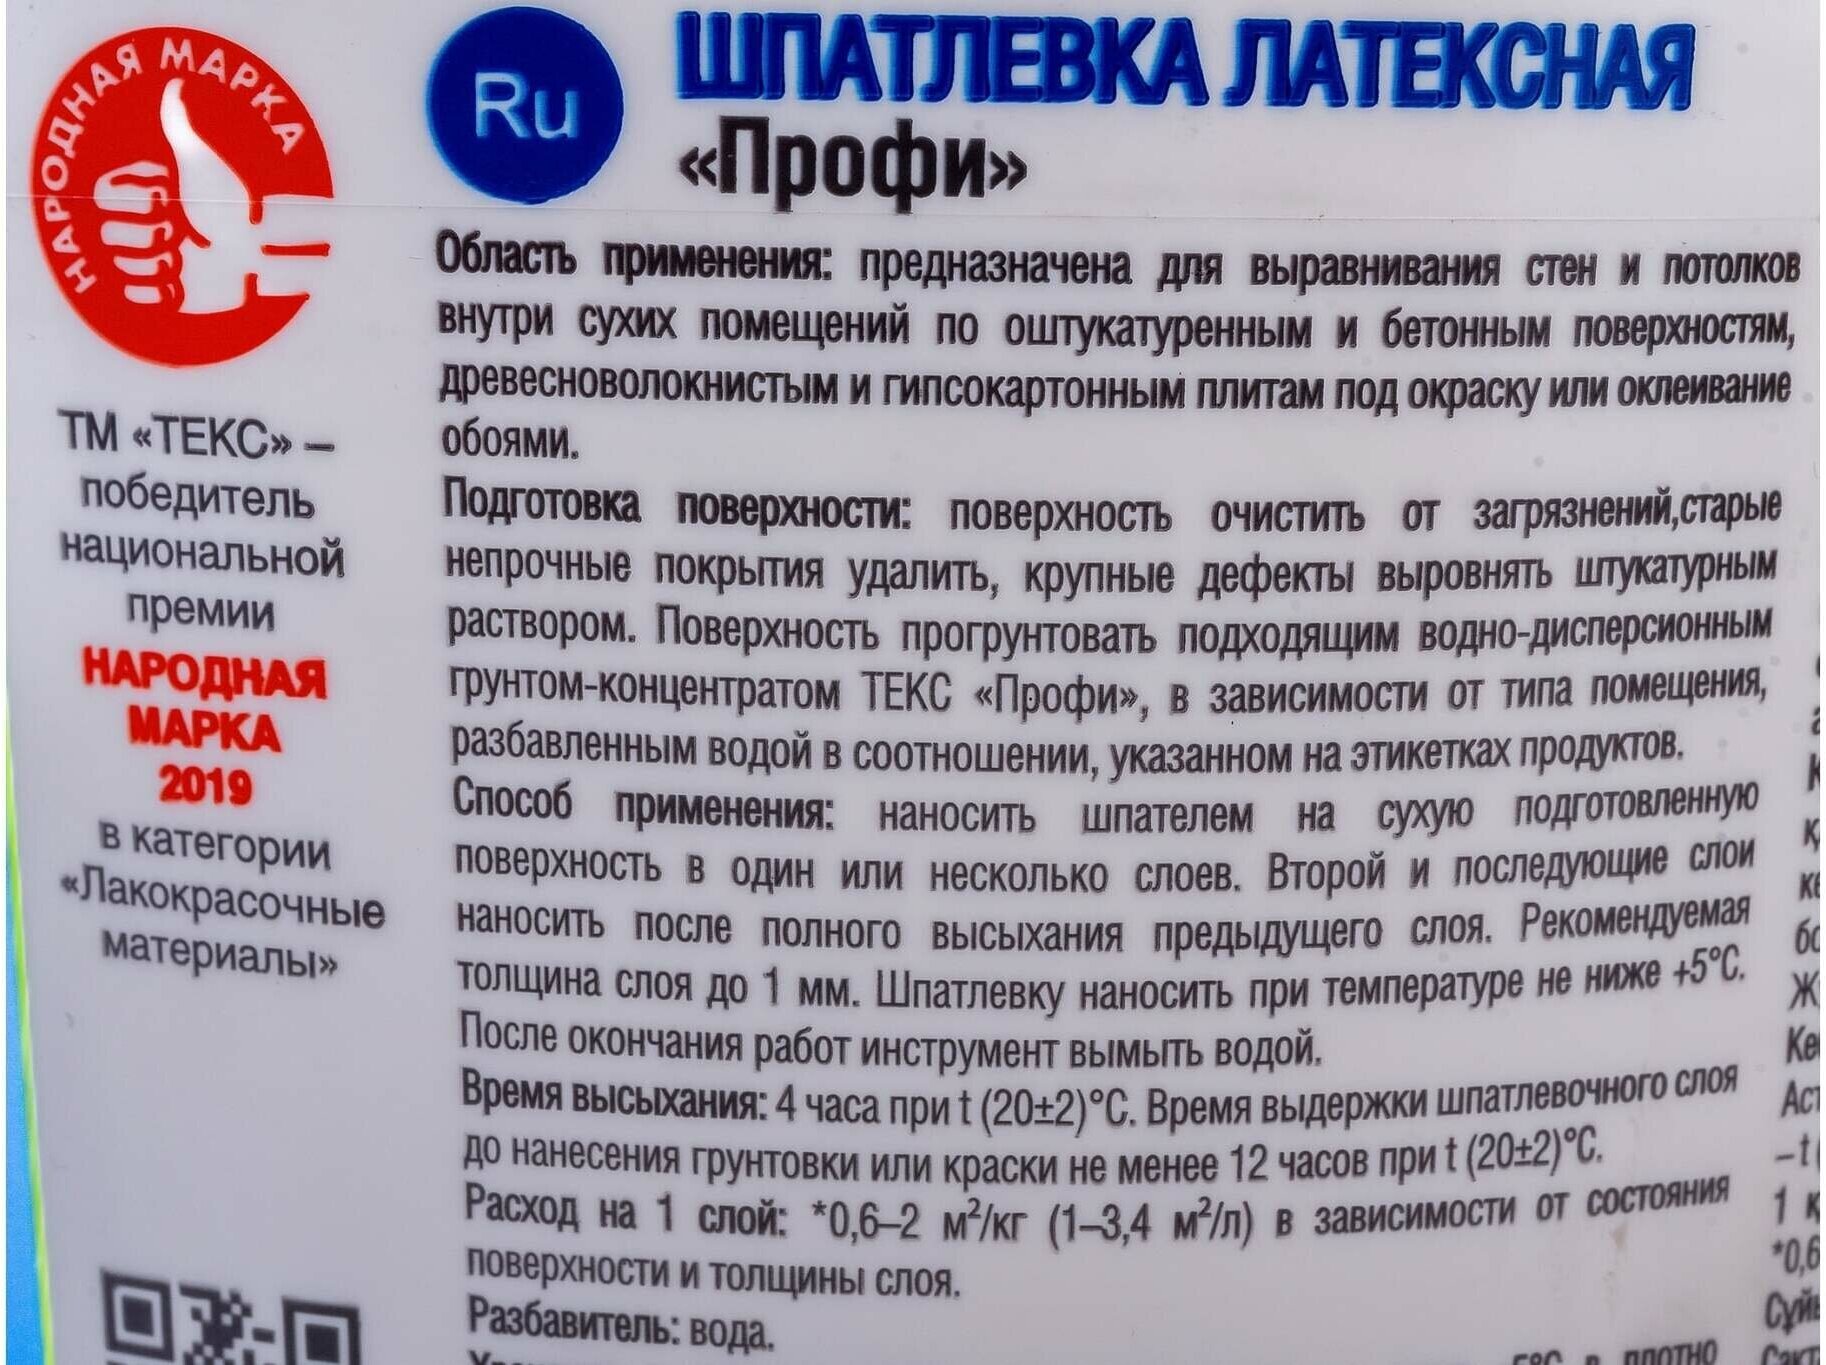 НАРОДНАЯ МАРКА
ТМ «ТЕКС» –
победитель
национальной
премии
НАРОДНАЯ
МАРКА
2019
в категории
«Лакокрасочные
материалы»
Ru
ШПАТЛЕВКА ЛАТЕКСНАЯ
«Профи»
Область применения: предназначена для выравнивания стен и потолков
внутри сухих помещений по оштукатуренным и бетонным поверхностям,
древесноволокнистым и гипсокартонным плитам под окраску или оклеивание
обоями.
Подготовка поверхности: поверхность очистить от загрязнений,старые
непрочные покрытия удалить, крупные дефекты выровнять штукатурным
раствором. Поверхность прогрунтовать подходящим водно-дисперсионным
грунтом-концентратом ТЕКС «Профи», в зависимости от типа помещения,
разбавленным водой в соотношении, указанном на этикетках продуктов.
Способ применения: наносить шпателем на сухую подготовленную
поверхность в один или несколько слоев. Второй и последующие слои
наносить после полного высыхания предыдущего слоя. Рекомендуемая
толщина слоя до 1 мм. Шпатлевку наносить при температуре не ниже +5°С.
После окончания работ инструмент вымыть водой.
Время высыхания: 4 часа при t (20±2)°С. Время выдержки шпатлевочного слоя
до нанесения грунтовки или краски не менее 12 часов при t (20±2)°С.
Расход на 1 слой: *0,6–2 м²/кг (1–3,4 м²/л) в зависимости от состояния
поверхности и толщины слоя.
Разбавитель: вода.
5°С в плотно